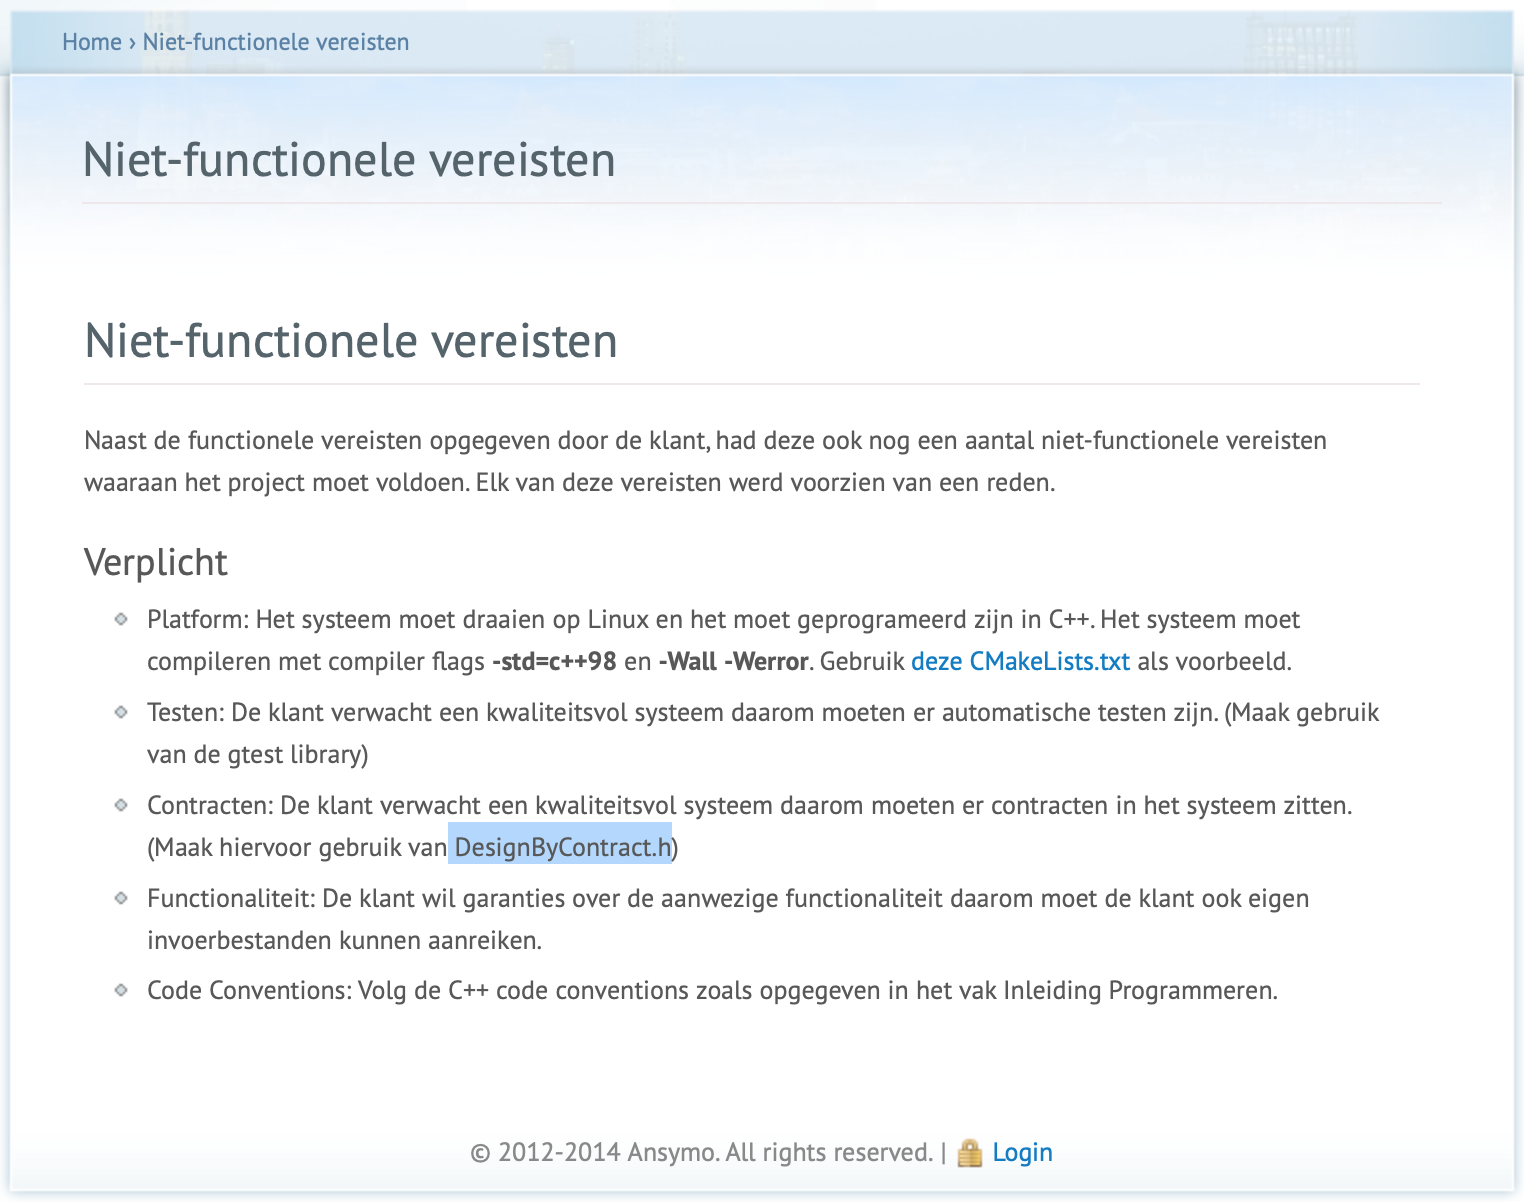 Home › Niet-functionele vereisten
Niet-functionele vereisten
Niet-functionele vereisten
Naast de functionele vereisten opgegeven door de klant, had deze ook nog een aantal niet-functionele vereisten
waaraan het project moet voldoen. Elk van deze vereisten werd voorzien van een reden.
Verplicht
Platform: Het systeem moet draaien op Linux en het moet geprogrameerd zijn in C++. Het systeem moet
compileren met compiler flags -std=c++98 en -Wall -Werror. Gebruik deze CMakeLists.txt als voorbeeld.
Testen: De klant verwacht een kwaliteitsvol systeem daarom moeten er automatische testen zijn. (Maak gebruik
van de gtest library)
Contracten: De klant verwacht een kwaliteitsvol systeem daarom moeten er contracten in het systeem zitten.
(Maak hiervoor gebruik van DesignByContract.h)
Functionaliteit: De klant wil garanties over de aanwezige functionaliteit daarom moet de klant ook eigen
invoerbestanden kunnen aanreiken.
Code Conventions: Volg de C++ code conventions zoals opgegeven in het vak Inleiding Programmeren.
© 2012-2014 Ansymo. All rights reserved. | Login